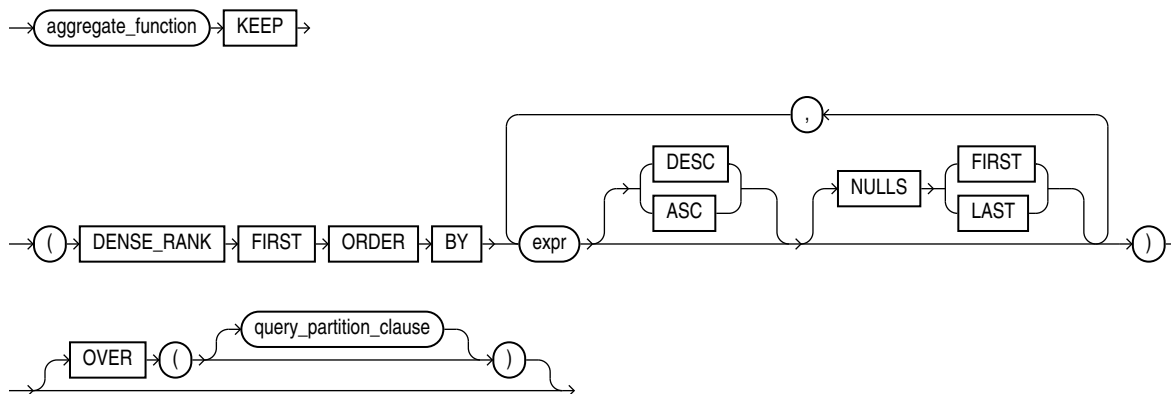 aggregate_function KEEP
,
DESC FIRST
NULLS
ASC LAST
( DENSE_RANK FIRST ORDER BY expr )
query_partition_clause
OVER ( )